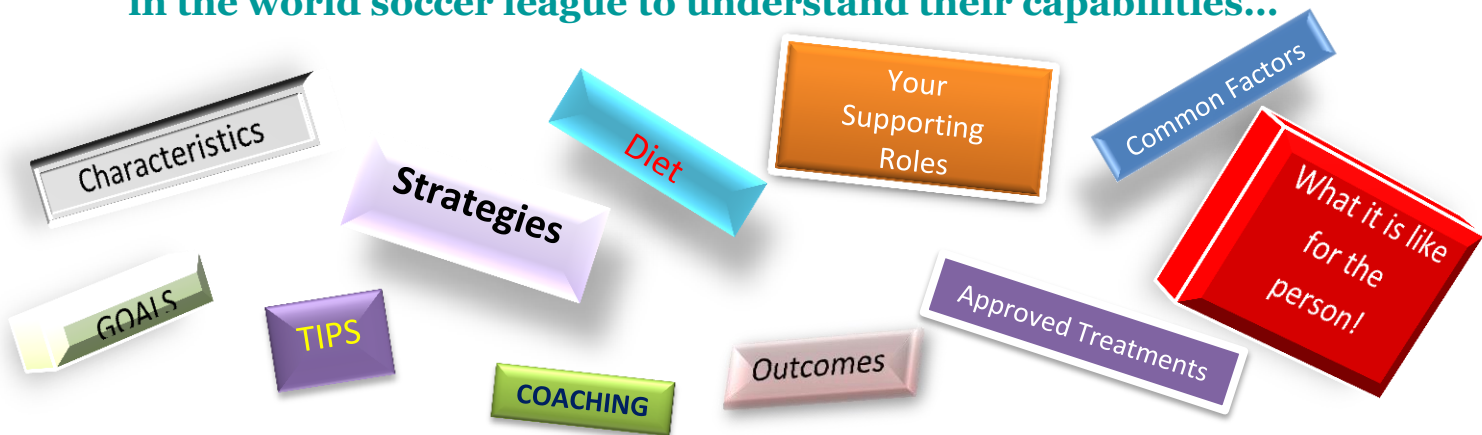 in the world soccer league to understand their capabilities...
Characteristics
Strategies
Diet
Your
Supporting
Roles
Common Factors
What it is like
for the
person!
GOALS
TIPS
COACHING
Outcomes
Approved Treatments